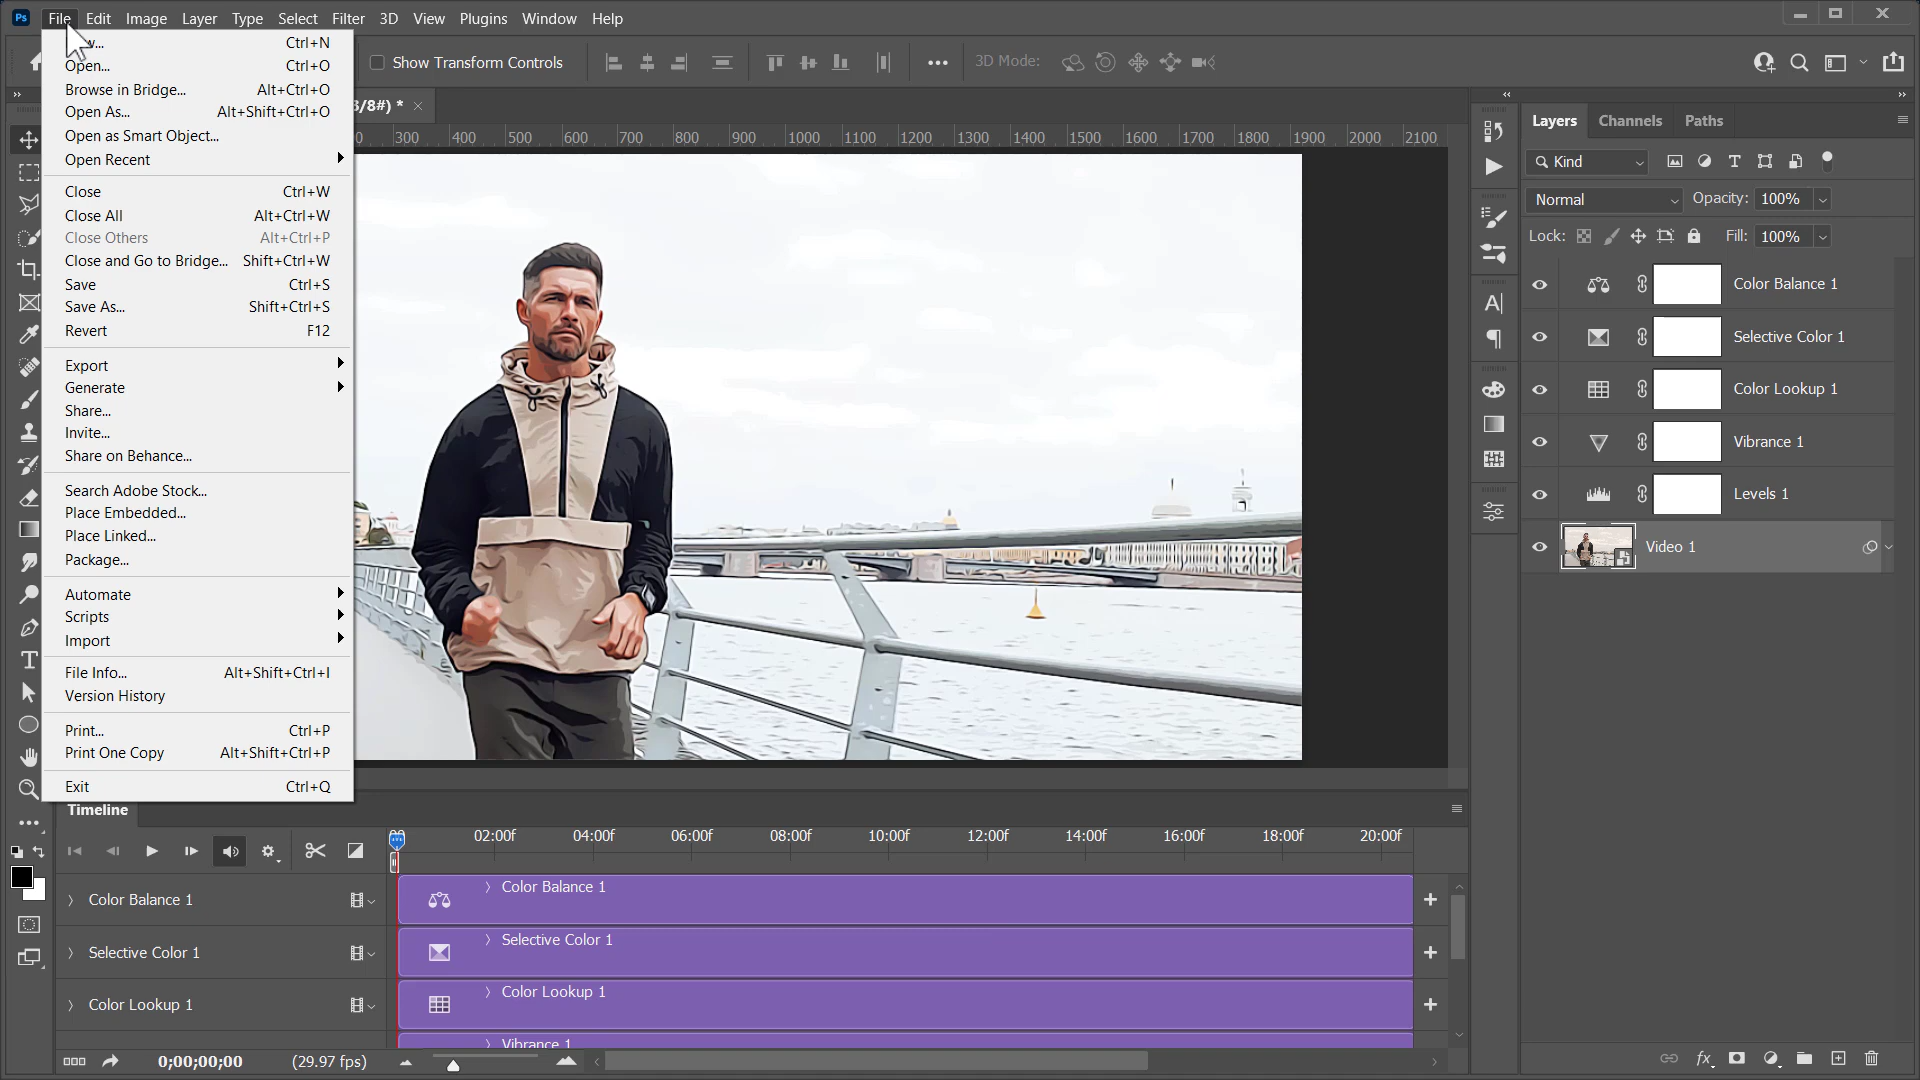 Ps File Edit Image Layer Type Select Filter 3D View Plugins Window Help
Ctrl+N
Show Transform Controls
3D Mode:
Open... Ctrl+O
Browse in Bridge... Alt+Ctrl+O
Open As... Alt+Shift+Ctrl+O
Open as Smart Object...
Open Recent
Close Ctrl+W
Close All Alt+Ctrl+W
Close Others Alt+Ctrl+P
Close and Go to Bridge... Shift+Ctrl+W
Save Ctrl+S
Save As... Shift+Ctrl+S
Revert F12
Export
Generate
Share...
Invite...
Share on Behance...
Search Adobe Stock...
Place Embedded...
Place Linked...
Package...
Automate
Scripts
Import
File Info... Alt+Shift+Ctrl+I
Version History
Print... Ctrl+P
Print One Copy Alt+Shift+Ctrl+P
Exit Ctrl+Q
/8#) *
300 400 500 600 700 800 900 1000 1100 1200 1300 1400 1500 1600 1700 1800 1900 2000 2100
Layers Channels Paths
Kind
Normal Opacity: 100%
Lock: Fill: 100%
Color Balance 1
Selective Color 1
Color Lookup 1
Vibrance 1
Levels 1
Video 1
Timeline
00 02:00f 04:00f 06:00f 08:00f 10:00f 12:00f 14:00f 16:00f 18:00f 20:00f
Color Balance 1 Color Balance 1
Selective Color 1 Selective Color 1
Color Lookup 1 Color Lookup 1
Vibrance 1
0;00;00;00 (29.97 fps)